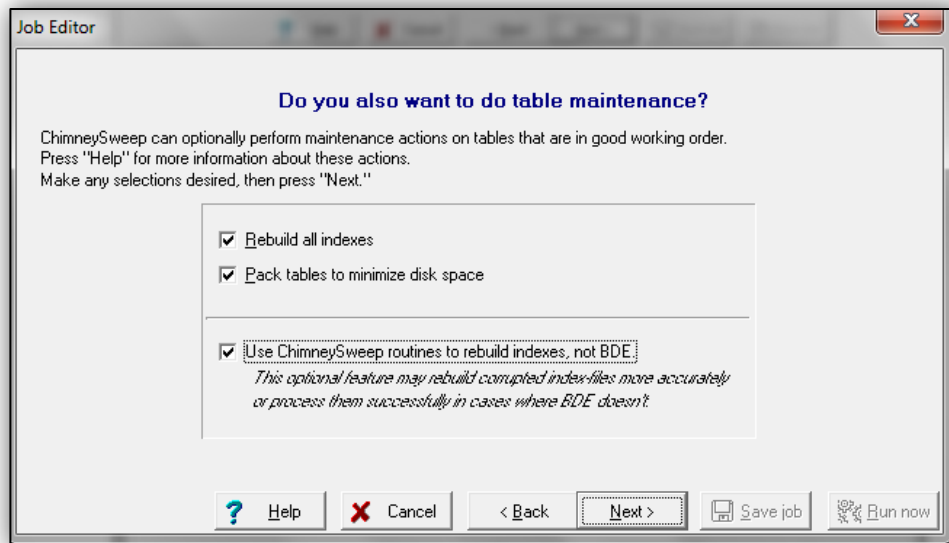 Job Editor
Do you also want to do table maintenance?
ChimneySweep can optionally perform maintenance actions on tables that are in good working order.
Press "Help" for more information about these actions.
Make any selections desired, then press "Next."
Rebuild all indexes
Pack tables to minimize disk space
Use ChimneySweep routines to rebuild indexes, not BDE.
This optional feature may rebuild corrupted index-files more accurately
or process them successfully in cases where BDE doesn't.
? Help
Cancel
< Back
Next >
Save job
Run now